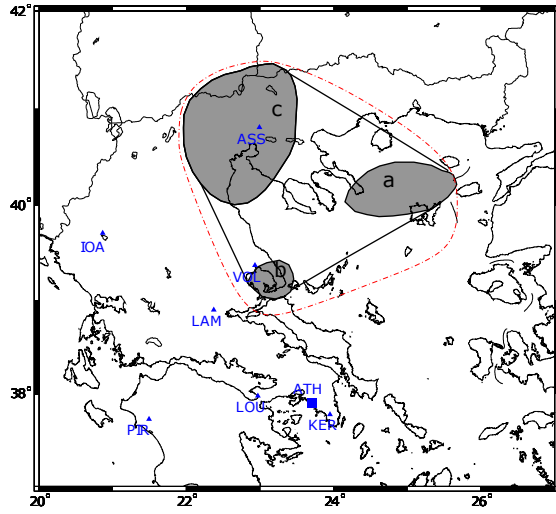 42°
c
ASS
a
40°
IOA
b
VOL
LAM
38°
ATH
LOU
KER
PIR
20°
22°
24°
26°